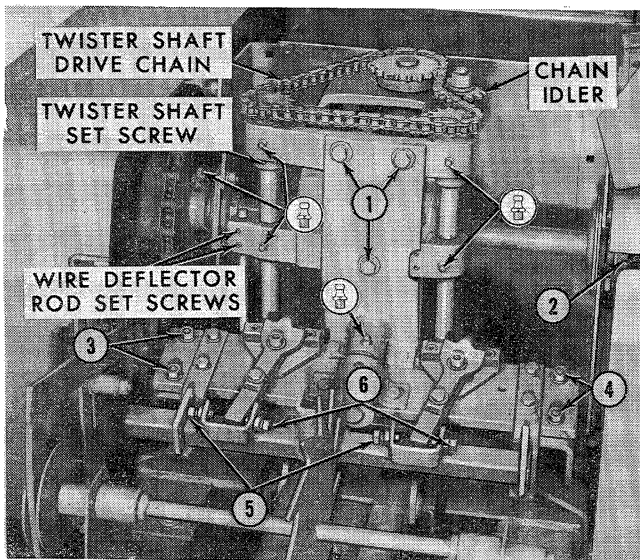 TWISTER SHAFT
DRIVE CHAIN
CHAIN
IDLER
TWISTER SHAFT
SET SCREW
1
2
WIRE DEFLECTOR
ROD SET SCREWS
3
6
4
5